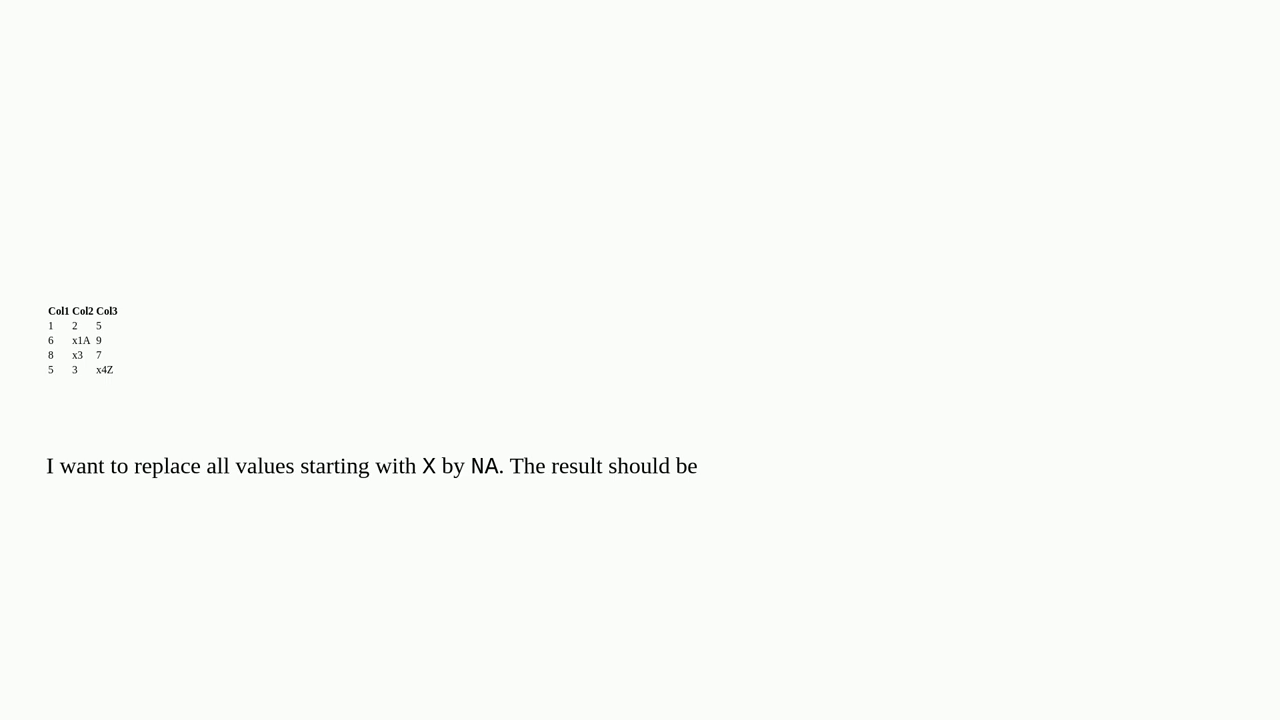 Col1 Col2 Col3
1 2 5
6 x1A 9
8 x3 7
5 3 x4Z
I want to replace all values starting with X by NA. The result should be